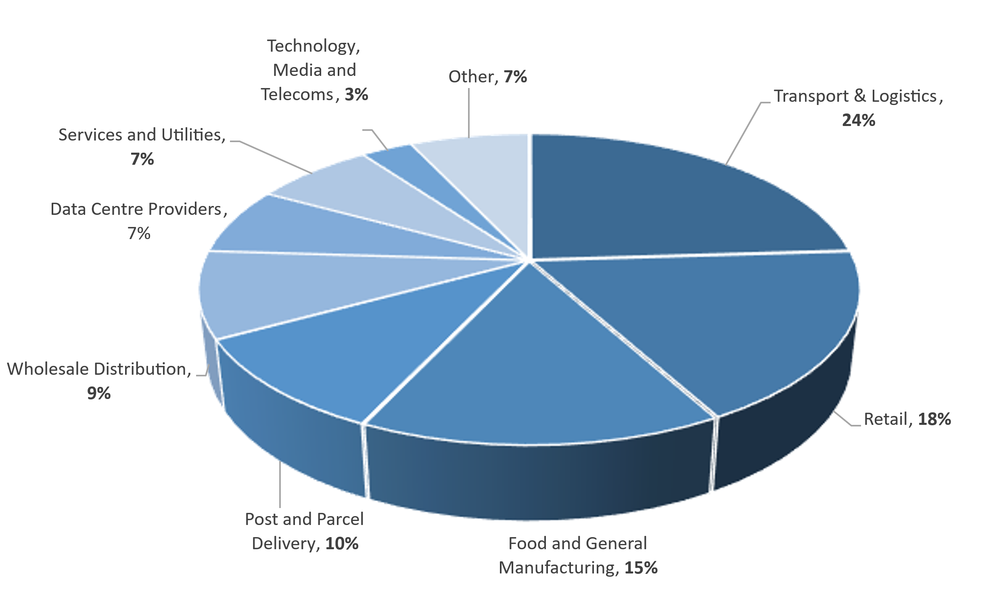 Technology,
Media and
Telecoms, 3%
Other, 7%
Transport & Logistics,
24%
Services and Utilities,
7%
Data Centre Providers,
7%
Wholesale Distribution,
9%
Retail, 18%
Post and Parcel
Delivery, 10%
Food and General
Manufacturing, 15%